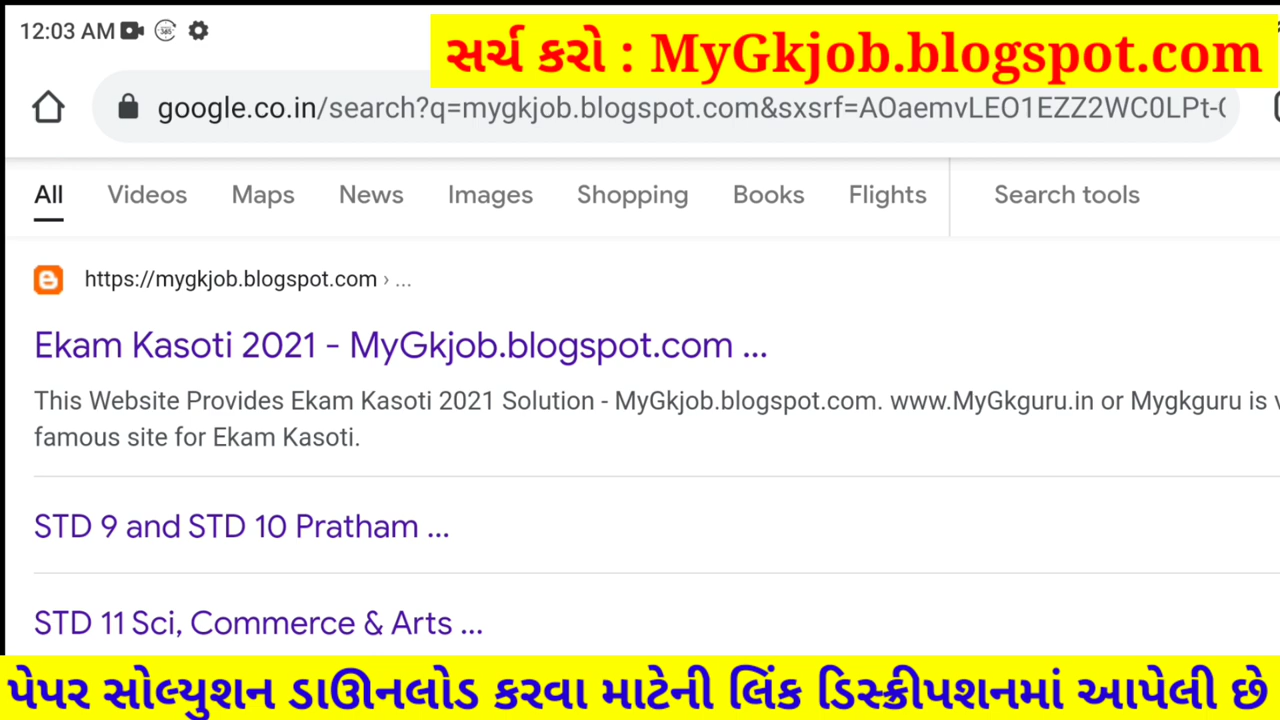 12:03 AM
સર્ચ કરો : MyGkjob.blogspot.com
google.co.in/search?q=mygkjob.blogspot.com&sxsrf=AOaemvLEO1EZZ2WC0LPt-
All Videos Maps News Images Shopping Books Flights Search tools
https://mygkjob.blogspot.com › ...
Ekam Kasoti 2021 - MyGkjob.blogspot.com ...
This Website Provides Ekam Kasoti 2021 Solution - MyGkjob.blogspot.com. www.MyGkguru.in or Mygkguru is
famous site for Ekam Kasoti.
STD 9 and STD 10 Pratham ...
STD 11 Sci, Commerce & Arts ...
પેપર સોલ્યુશન ડાઊનલોડ કરવા માટેની લિંક ડિસ્ક્રીપશનમાં આપેલી છે